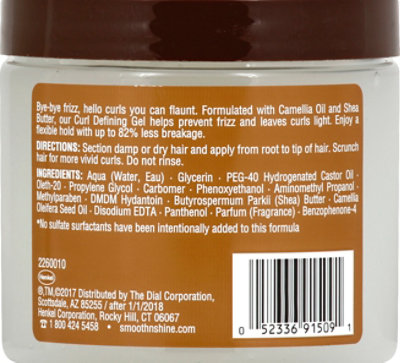 Bye-bye frizz, hello curls you can flaunt. Formulated with Camellia Oil and Shea
Butter, our Curl Defining Gel helps prevent frizz and leaves curls light. Enjoy a
flexible hold with up to 82% less breakage.
DIRECTIONS: Section damp or dry hair and apply from root to tip of hair. Scrunch
hair for more vivid curls. Do not rinse.
INGREDIENTS: Aqua (Water, Eau) · Glycerin · PEG-40 Hydrogenated Castor Oil ·
Oleth-20 · Propylene Glycol · Carbomer · Phenoxyethanol · Aminomethyl Propanol ·
Methylparaben · DMDM Hydantoin · Butyrospermum Parkii (Shea) Butter · Camellia
Oleifera Seed Oil · Disodium EDTA · Panthenol · Parfum (Fragrance) · Benzophenone-4
*No sulfate surfactants have been intentionally added to this formula
2260010
Henkel
®,TM,©2017 Distributed by The Dial Corporation,
Scottsdale, AZ 85255 / after 1/1/2018
Henkel Corporation, Rocky Hill, CT 06067
1 800 424 5458 · smoothnshine.com
0 52336 91509 1